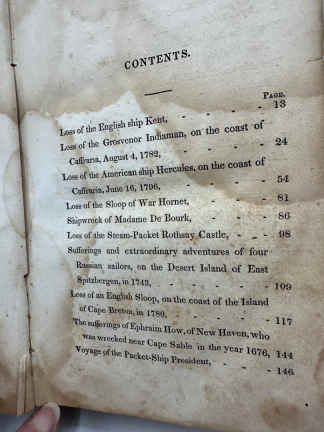 CONTENTS.
PAGE.
Loss of the English ship Kent, - - - - 13
Loss of the Grosvenor Indiaman, on the coast of
Caffraria, August 4, 1782, - - - - 24
Loss of the American ship Hercules, on the coast of
Caffraria, June 16, 1796, - - - - 54
Loss of the Sloop of War Hornet, - - - - 81
Shipwreck of Madame De Bourk, - - - - 86
Loss of the Steam-Packet Rothsay Castle, - - - 98
Sufferings and extraordinary adventures of four
Russian sailors, on the Desert Island of East
Spitzbergen, in 1743, - - - - - 109
Loss of an English Sloop, on the coast of the Island
of Cape Breton, in 1780, - - - - 117
The sufferings of Ephraim How, of New Haven, who
was wrecked near Cape Sable in the year 1676, 144
Voyage of the Packet-Ship President, - - - 146